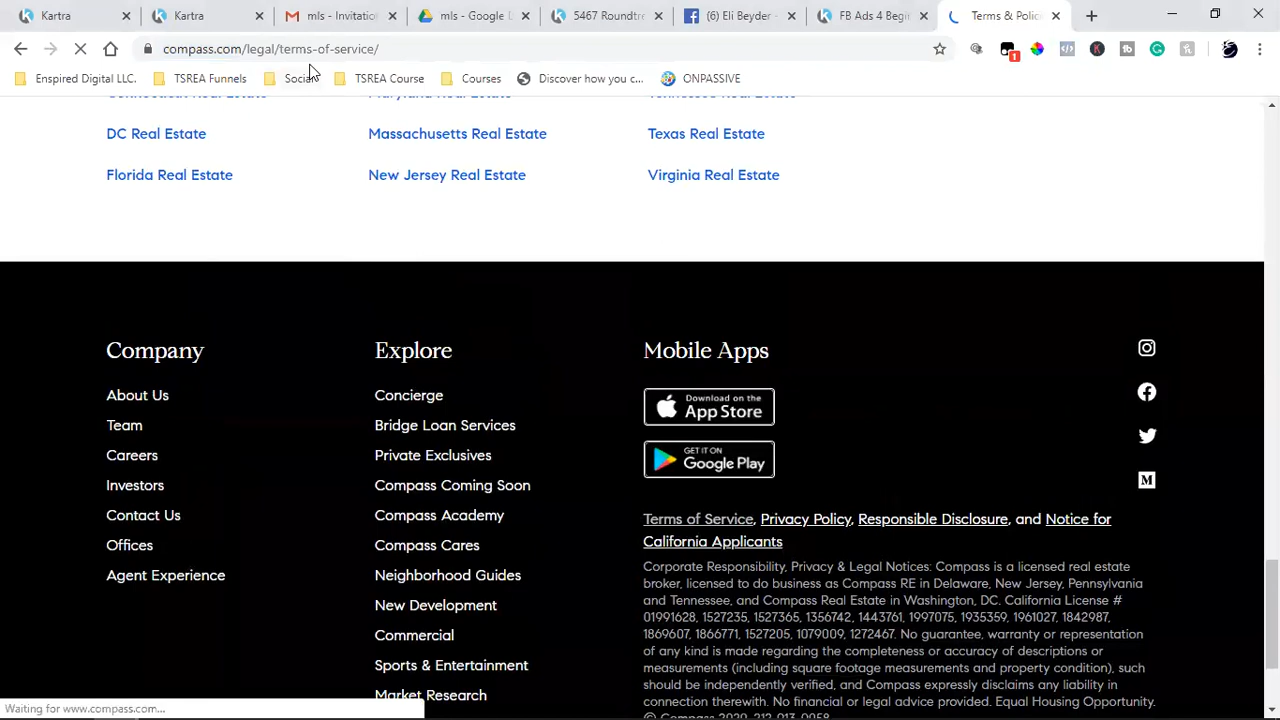 Kartra
Kartra
mls - Invitatio
mls - Google D
5467 Roundtre
(6) Eli Beyder -
FB Ads 4 Begi
Terms & Polici
compass.com/legal/terms-of-service/
1
Enspired Digital LLC.
TSREA Funnels
Social
TSREA Course
Courses
Discover how you c...
ONPASSIVE
Connecticut Real Estate
Maryland Real Estate
Tennessee Real Estate
DC Real Estate
Massachusetts Real Estate
Texas Real Estate
Florida Real Estate
New Jersey Real Estate
Virginia Real Estate
Company
About Us
Team
Careers
Investors
Contact Us
Offices
Agent Experience
Explore
Concierge
Bridge Loan Services
Private Exclusives
Compass Coming Soon
Compass Academy
Compass Cares
Neighborhood Guides
New Development
Commercial
Sports & Entertainment
Market Research
Mobile Apps
Download on the
App Store
GET IT ON
Google Play
Terms of Service, Privacy Policy, Responsible Disclosure, and Notice for
California Applicants
Corporate Responsibility, Privacy & Legal Notices: Compass is a licensed real estate
broker, licensed to do business as Compass RE in Delaware, New Jersey, Pennsylvania
and Tennessee, and Compass Real Estate in Washington, DC. California License #
01991628, 1527235, 1527365, 1356742, 1443761, 1997075, 1935359, 1961027, 1842987,
1869607, 1866771, 1527205, 1079009, 1272467. No guarantee, warranty or representation
of any kind is made regarding the completeness or accuracy of descriptions or
measurements (including square footage measurements and property condition), such
should be independently verified, and Compass expressly disclaims any liability in
connection therewith. No financial or legal advice provided. Equal Housing Opportunity.
© Compass 2020. 212-913-9058
Waiting for www.compass.com...